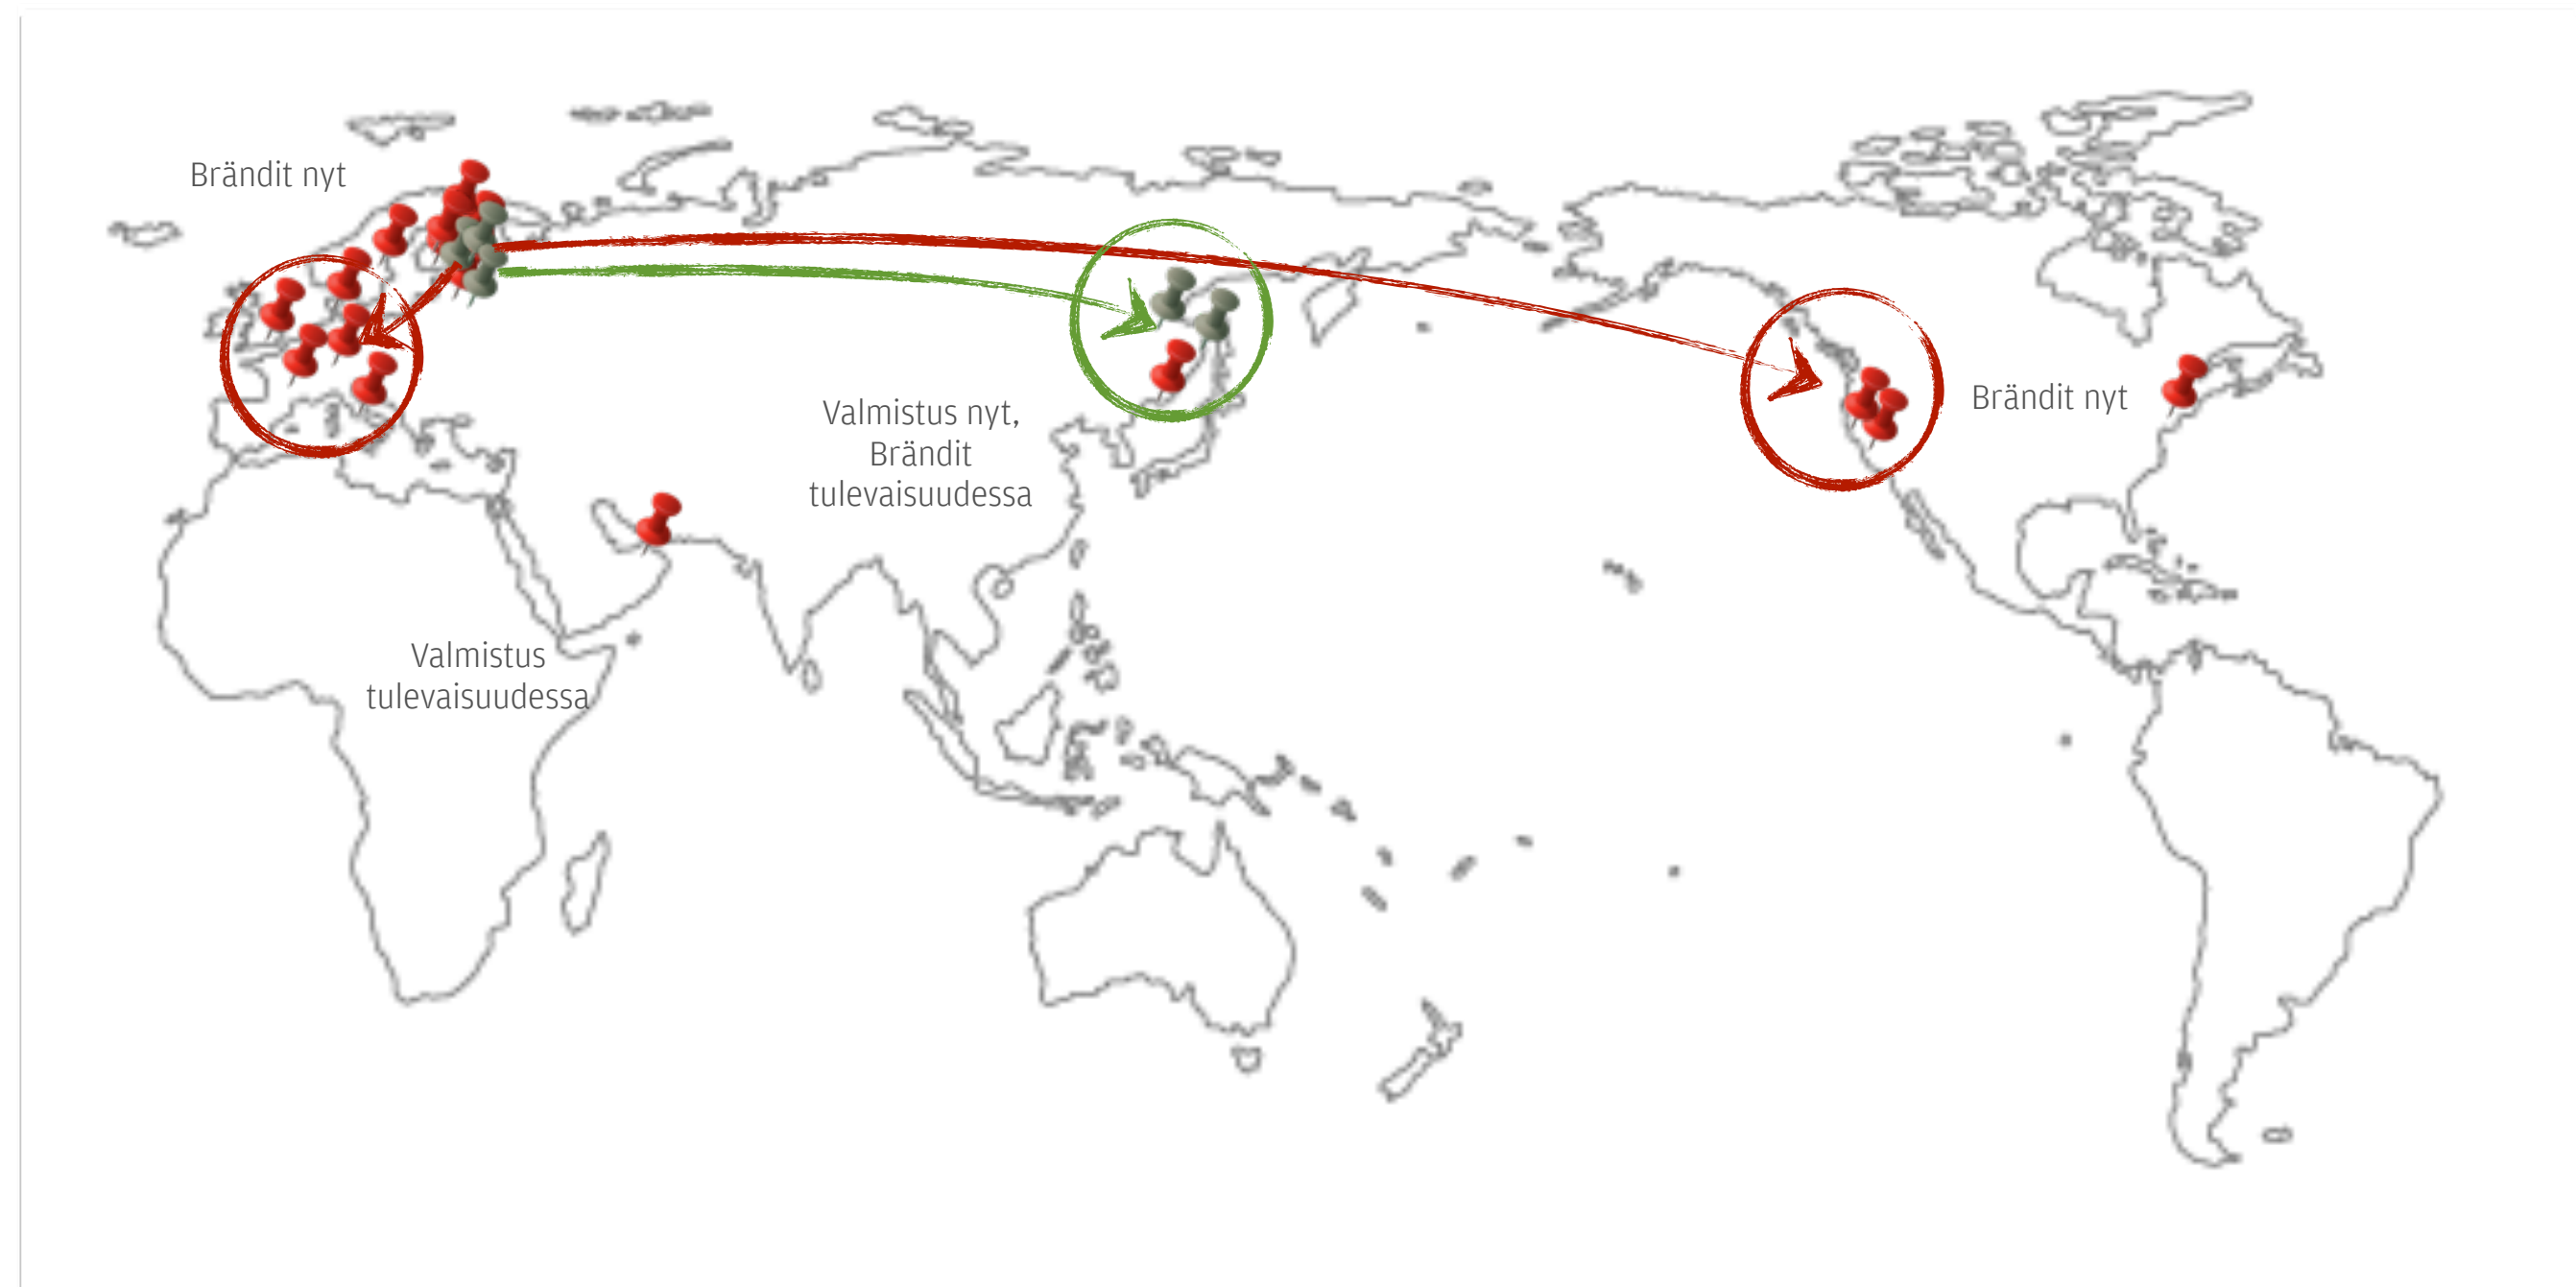 Brändit nyt
Brändit nyt
Valmistus nyt,
Brändit
tulevaisuudessa
Valmistus
tulevaisuudessa